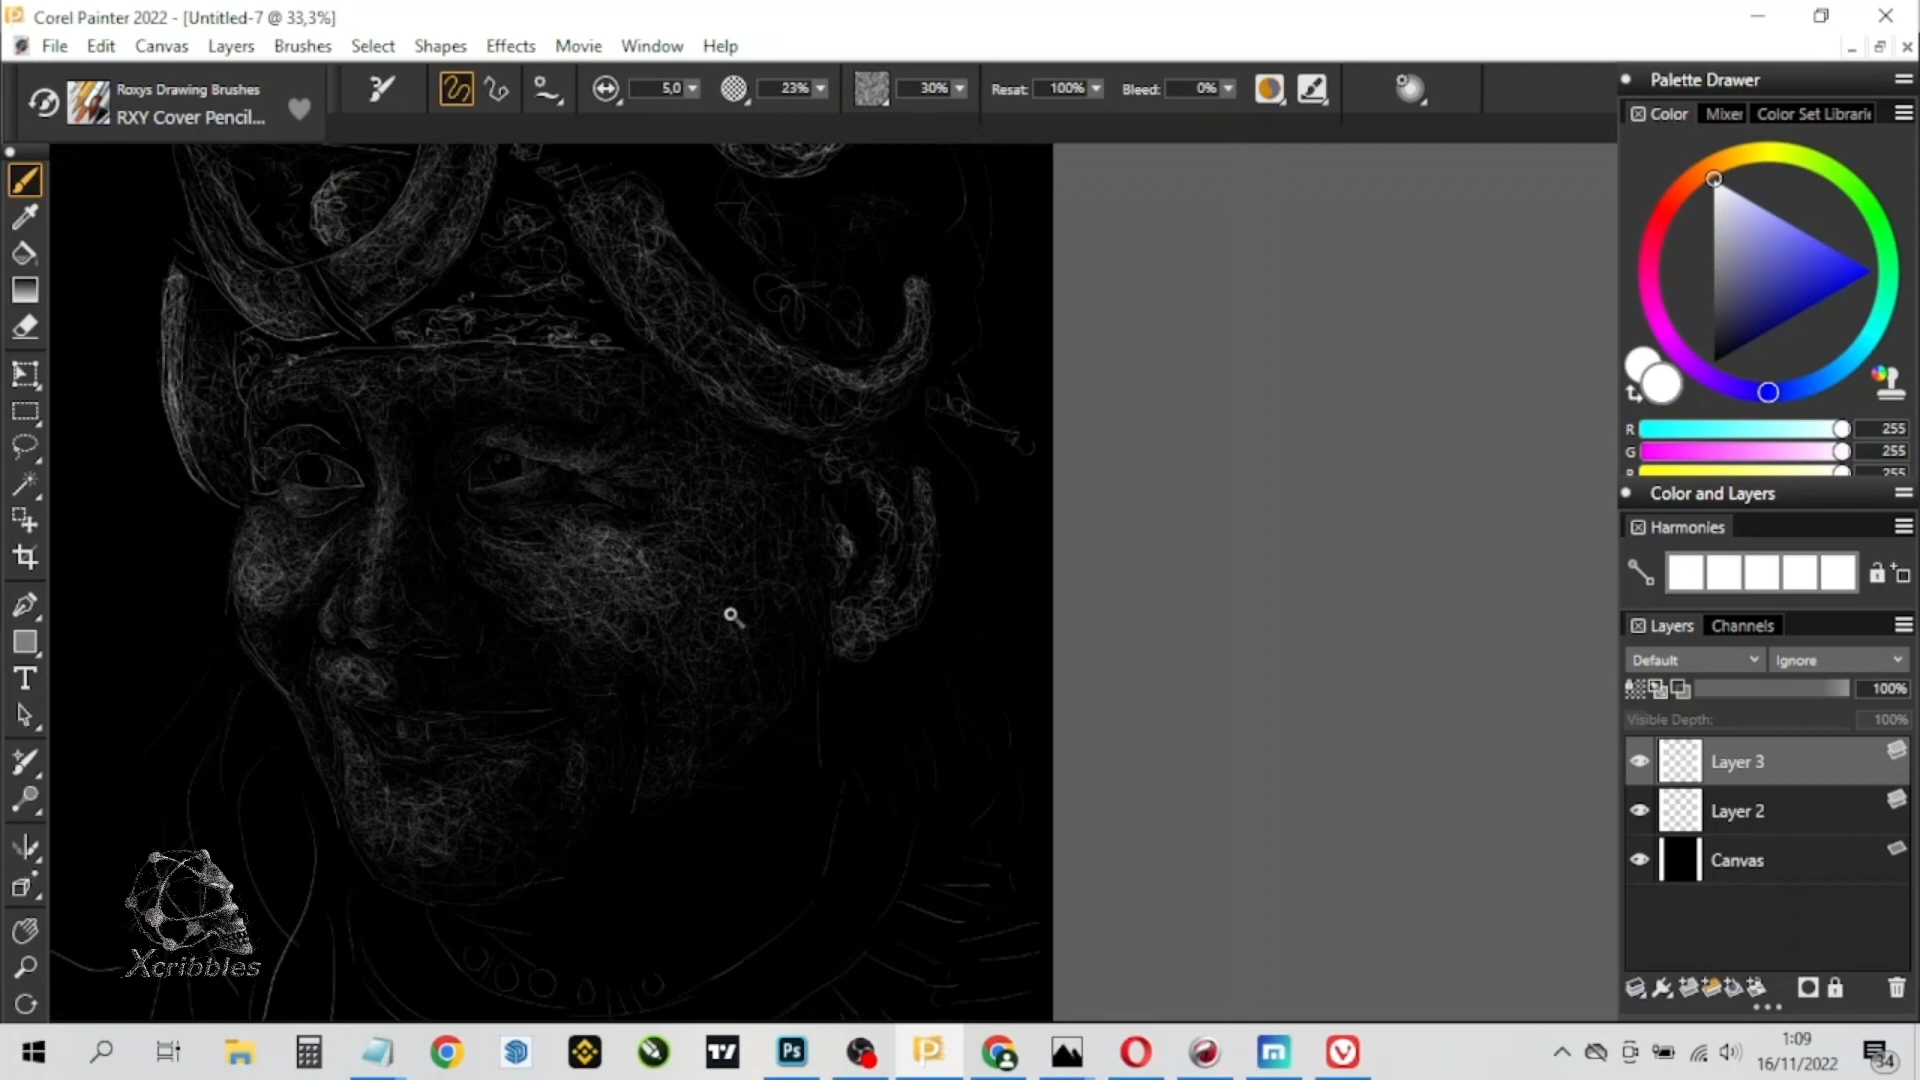 Corel Painter 2022 - [Untitled-7 @ 33,3%]
File Edit Canvas Layers Brushes Select Shapes Effects Movie Window Help
Roxys Drawing Brushes
RXY Cover Pencil...
5,0
23%
30%
Resat: 100%
Bleed: 0%
Palette Drawer
Color Mixer Color Set Librarie
R 255
G 255
255
Color and Layers
Harmonies
Layers Channels
Default Ignore
100%
Visible Depth: 100%
Layer 3
Layer 2
Canvas
Xcribbles
T
Ps
1:09
16/11/2022
34